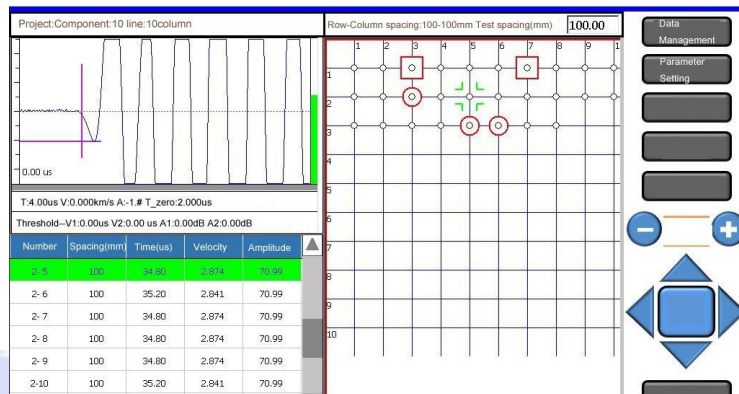 Project:Component:10 line:10column
0.00 us
T:4.00us V:0.000km/s A:-1.# T_zero:2.000us
Threshold--V1:0.00us V2:0.00 us A1:0.00dB A2:0.00dB
Number Spacing(mm) Time(us) Velocity Amplitude
2- 5 100 34.80 2.874 70.99
2- 6 100 35.20 2.841 70.99
2- 7 100 34.80 2.874 70.99
2- 8 100 34.80 2.874 70.99
2- 9 100 34.80 2.874 70.99
2-10 100 35.20 2.841 70.99
Row-Column spacing:100-100mm Test spacing(mm) 100.00
1 2 3 4 5 6 7 8 9 1
1
2
3
4
5
6
7
8
9
10
Data
Management
Parameter
Setting